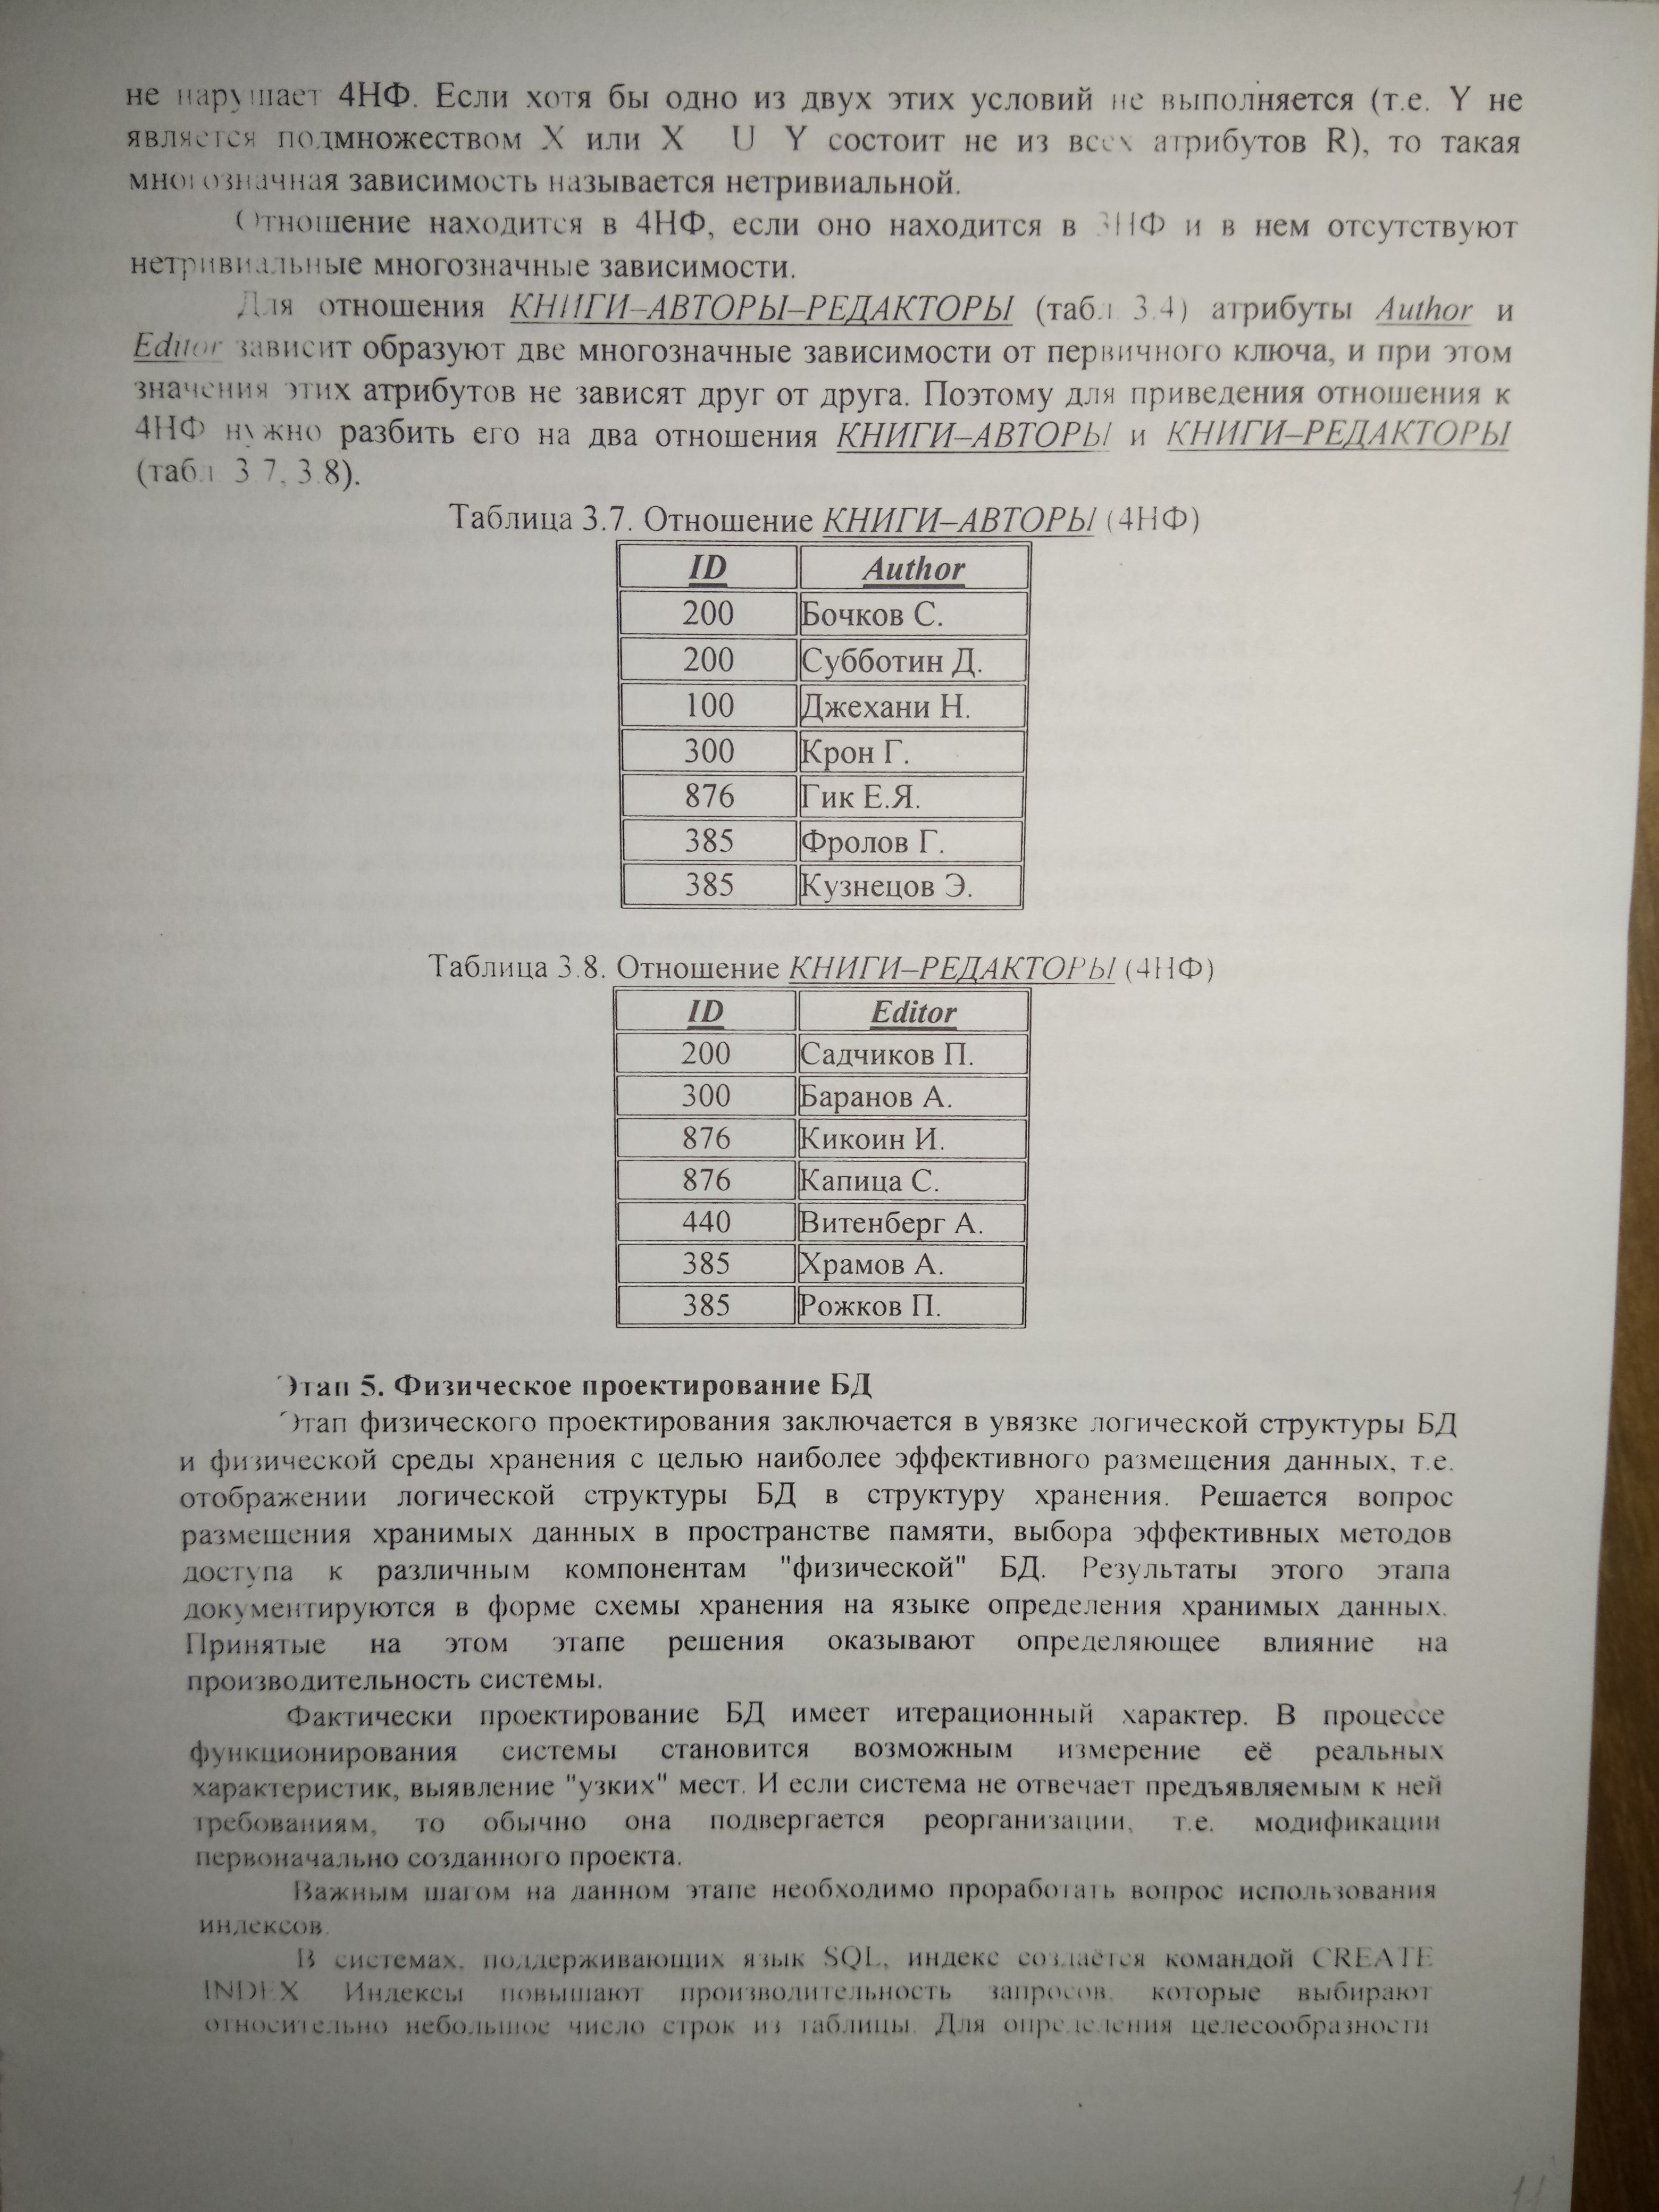 не нарушает 4НФ. Если хотя бы одно из двух этих условий не выполняется (т.е. Y не
является подмножеством X или X U Y состоит не из всех атрибутов R), то такая
многозначная зависимость называется нетривиальной.
Отношение находится в 4НФ, если оно находится в 3НФ и в нем отсутствуют
нетривиальные многозначные зависимости.
Для отношения КНИГИ–АВТОРЫ–РЕДАКТОРЫ (табл. 3.4) атрибуты Author и
Editor зависит образуют две многозначные зависимости от первичного ключа, и при этом
значения этих атрибутов не зависят друг от друга. Поэтому для приведения отношения к
4НФ нужно разбить его на два отношения КНИГИ–АВТОРЫ и КНИГИ–РЕДАКТОРЫ
(табл. 3.7, 3.8).
Таблица 3.7. Отношение КНИГИ–АВТОРЫ (4НФ)
ID Author
200 Бочков С.
200 Субботин Д.
100 Джехани Н.
300 Крон Г.
876 Гик Е.Я.
385 Фролов Г.
385 Кузнецов Э.
Таблица 3.8. Отношение КНИГИ–РЕДАКТОРЫ (4НФ)
ID Editor
200 Садчиков П.
300 Баранов А.
876 Кикоин И.
876 Капица С.
440 Витенберг А.
385 Храмов А.
385 Рожков П.
Этап 5. Физическое проектирование БД
Этап физического проектирования заключается в увязке логической структуры БД
и физической среды хранения с целью наиболее эффективного размещения данных, т.е.
отображении логической структуры БД в структуру хранения. Решается вопрос
размещения хранимых данных в пространстве памяти, выбора эффективных методов
доступа к различным компонентам "физической" БД. Результаты этого этапа
документируются в форме схемы хранения на языке определения хранимых данных.
Принятые на этом этапе решения оказывают определяющее влияние на
производительность системы.
Фактически проектирование БД имеет итерационный характер. В процессе
функционирования системы становится возможным измерение её реальных
характеристик, выявление "узких" мест. И если система не отвечает предъявляемым к ней
требованиям, то обычно она подвергается реорганизации, т.е. модификации
первоначально созданного проекта.
Важным шагом на данном этапе необходимо проработать вопрос использования
индексов.
В системах, поддерживающих язык SQL, индекс создается командой CREATE
INDEX. Индексы повышают производительность запросов, которые выбирают
относительно небольшое число строк из таблицы. Для определения целесообразности
11